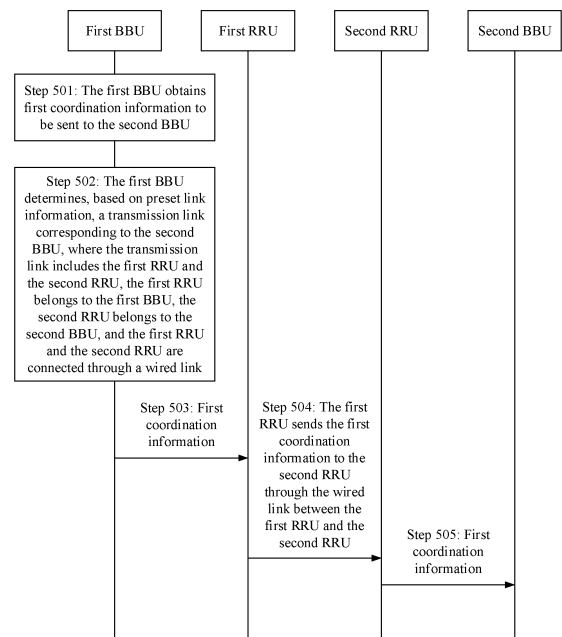 First BBU
First RRU
Second RRU
Second BBU
Step 501: The first BBU obtains
first coordination information to
be sent to the second BBU
Step 502: The first BBU
determines, based on preset link
information, a transmission link
corresponding to the second
BBU, where the transmission
link includes the first RRU and
the second RRU, the first RRU
belongs to the first BBU, the
second RRU belongs to the
second BBU, and the first RRU
and the second RRU are
connected through a wired link
Step 503: First
coordination
information
Step 504: The first
RRU sends the first
coordination
information to the
second RRU
through the wired
link between the
first RRU and the
second RRU
Step 505: First
coordination
information